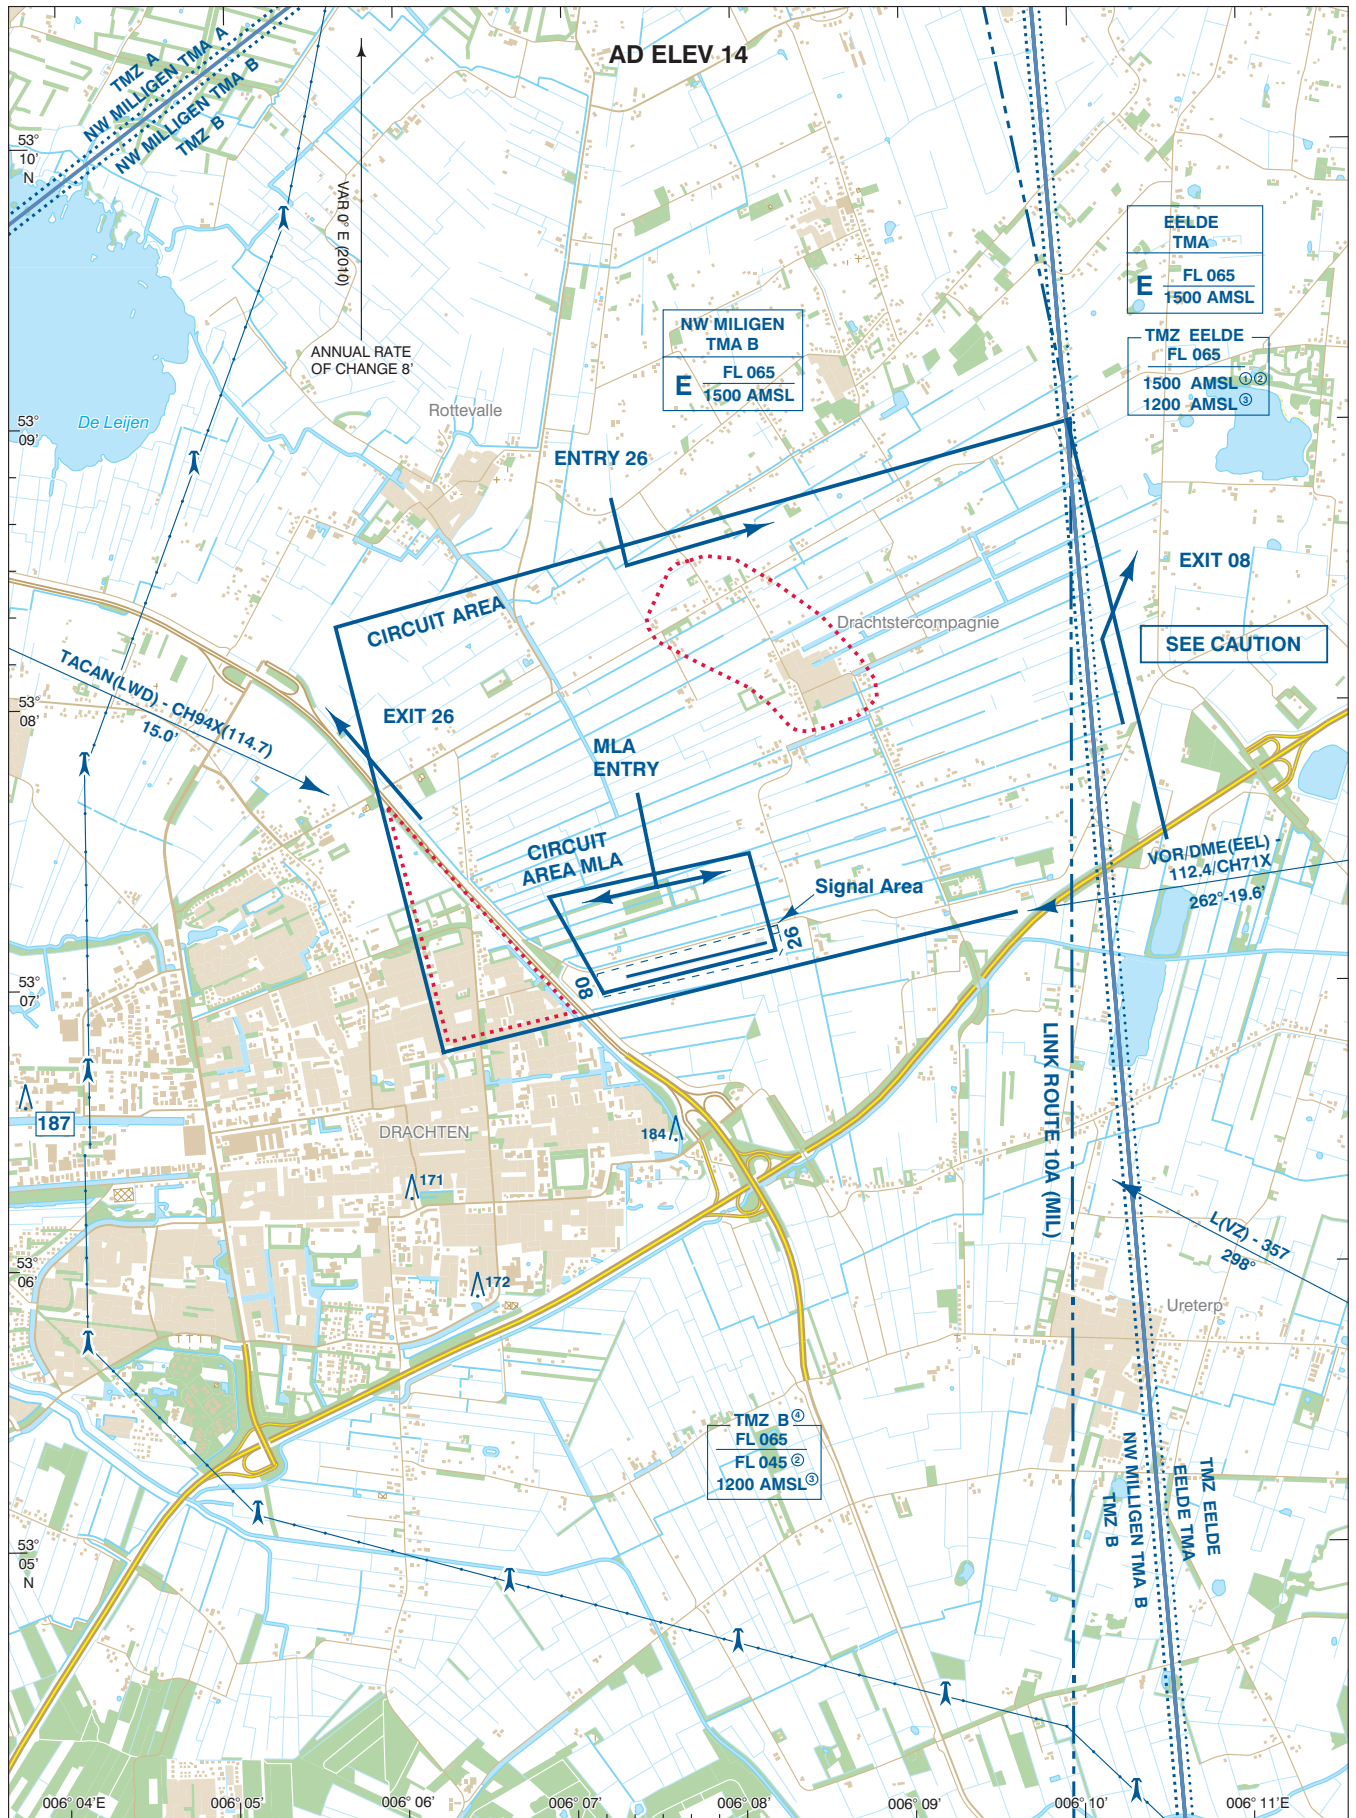 AD ELEV 14
TMZ A
NW MILLIGEN TMA A
NW MILLIGEN TMA B
TMZ B
53°
10'
N
VAR 0° E (2010)
ANNUAL RATE
OF CHANGE 8'
EELDE
TMA
E FL 065
1500 AMSL
NW MILIGEN
TMA B
E FL 065
1500 AMSL
TMZ EELDE
FL 065
1500 AMSL ① ②
1200 AMSL ③
De Leijen
53°
09'
Rottevalle
ENTRY 26
EXIT 08
CIRCUIT AREA
Drachtstercompagnie
SEE CAUTION
TACAN(LWD) - CH94X(114.7)
15.0'
53°
08'
EXIT 26
MLA
ENTRY
CIRCUIT
AREA MLA
Signal Area
VOR/DME(EEL) -
112.4/CH71X
262°-19.6'
26
08
53°
07'
LINK ROUTE 10A (MIL)
187
DRACHTEN
184
171
L(VZ) - 357
298°
53°
06'
172
Ureterp
TMZ B ④
FL 065
FL 045 ②
1200 AMSL ③
TMZ B
NW MILLIGEN TMA B
EELDE TMA
TMZ EELDE
53°
05'
N
006° 04'E
006° 05'
006° 06'
006° 07'
006° 08'
006° 09'
006° 10'
006° 11'E